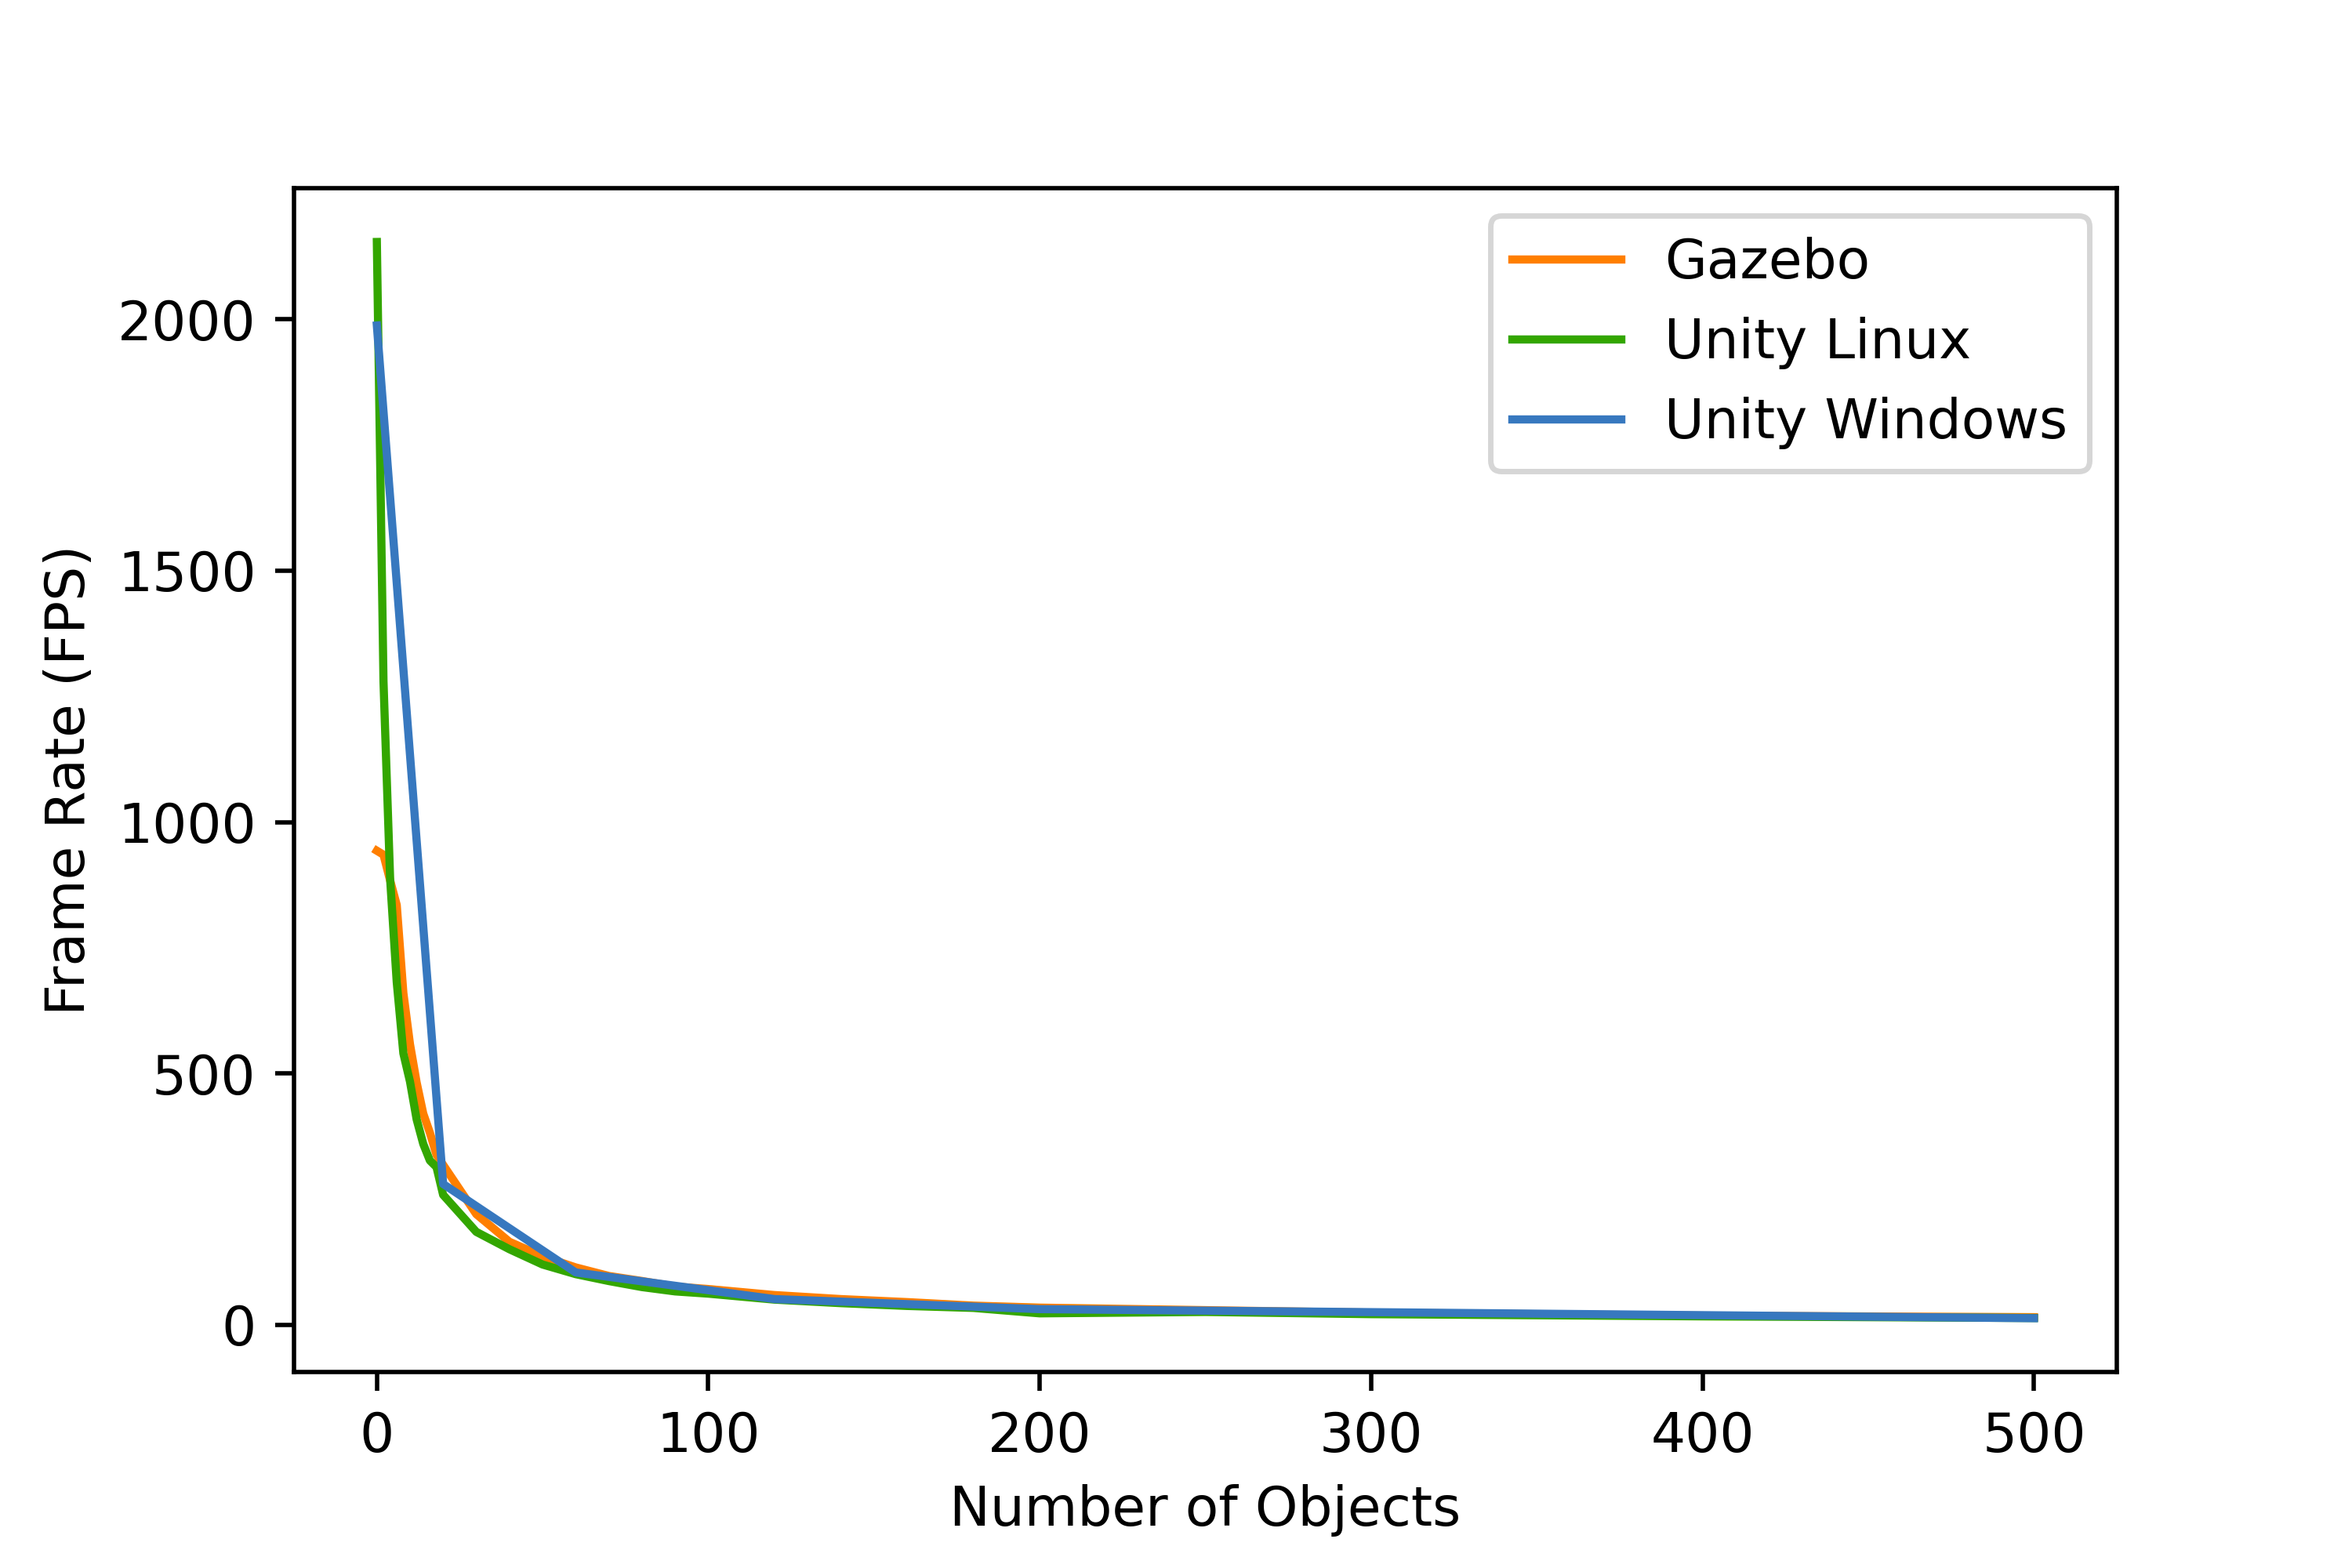 Gazebo
Unity Linux
Unity Windows
2000
1500
1000
500
0
Frame Rate (FPS)
0 100 200 300 400 500
Number of Objects